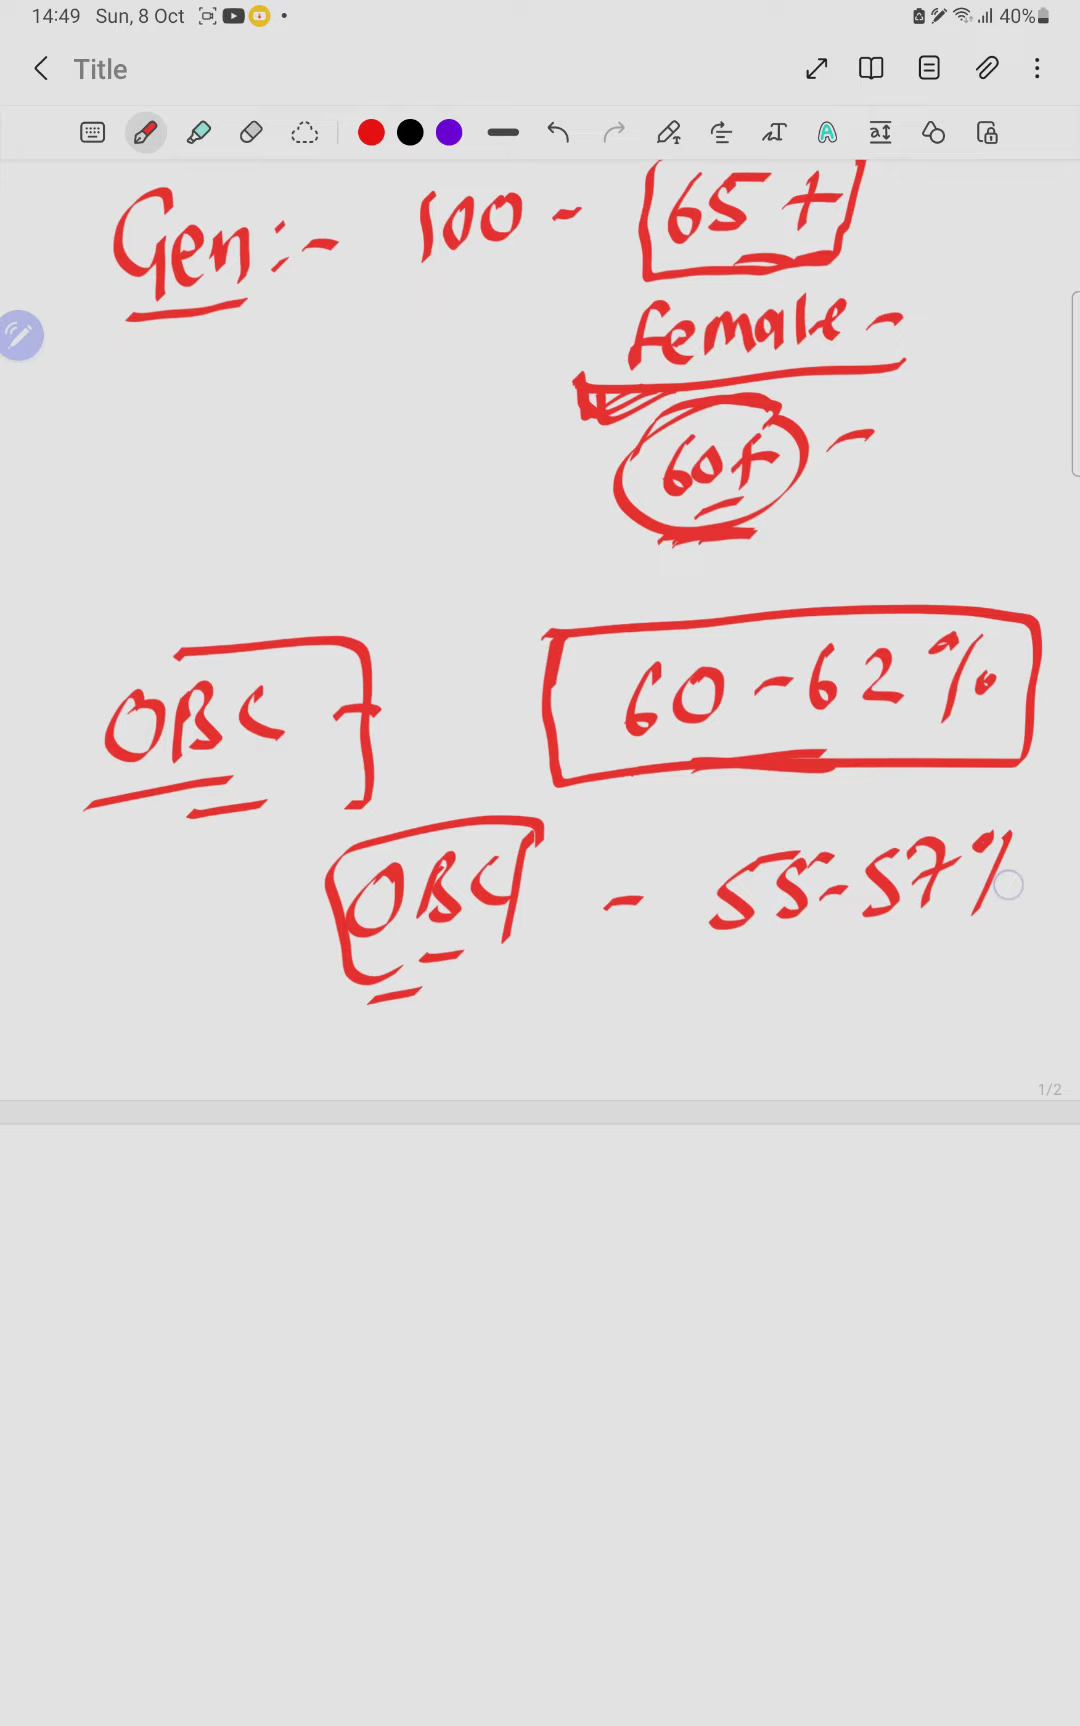 14:49 Sun, 8 Oct 40%
Title
Gen:- 100 - 65+
Female -
60+ -
OBC - 60-62%
OBC - 55-57%
1/2